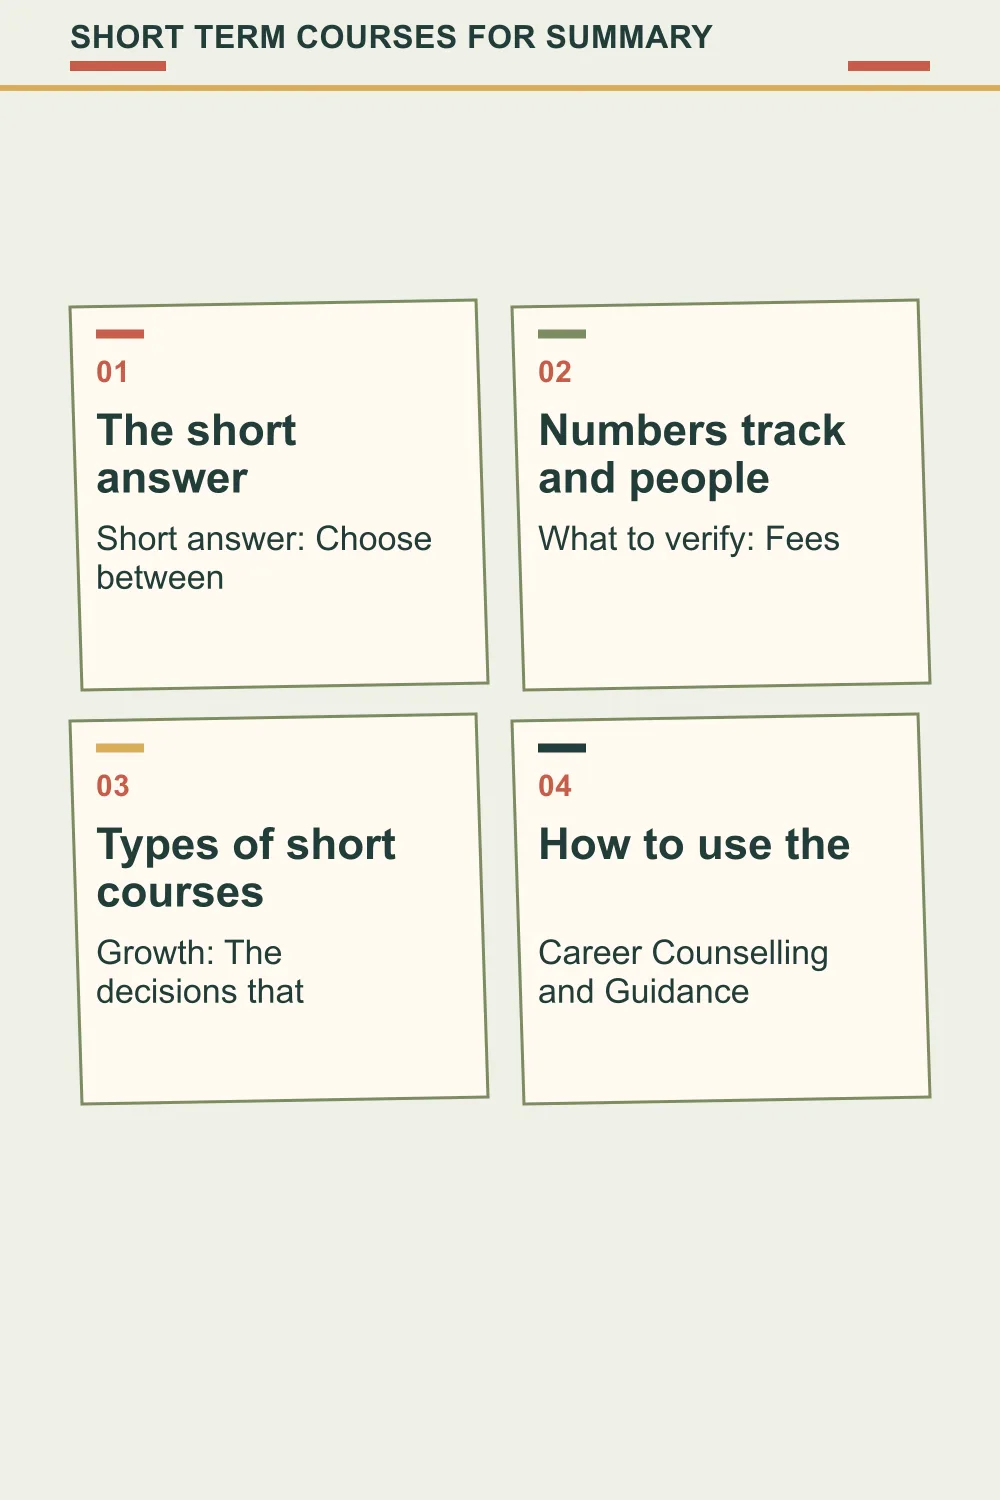 SHORT TERM COURSES FOR SUMMARY
01
The short
answer
Short answer: Choose
between
02
Numbers track
and people
What to verify: Fees
03
Types of short
courses
Growth: The
decisions that
04
How to use the
Career Counselling
and Guidance